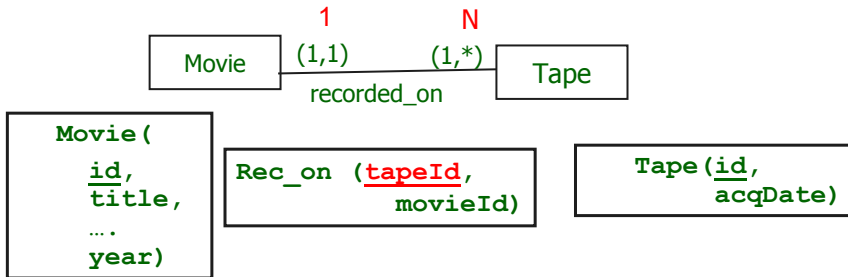 1 N
Movie (1,1) (1,*) Tape
recorded_on
Movie(
id,
title,
….
year)
Rec_on (tapeId,
movieId)
Tape(id,
acqDate)